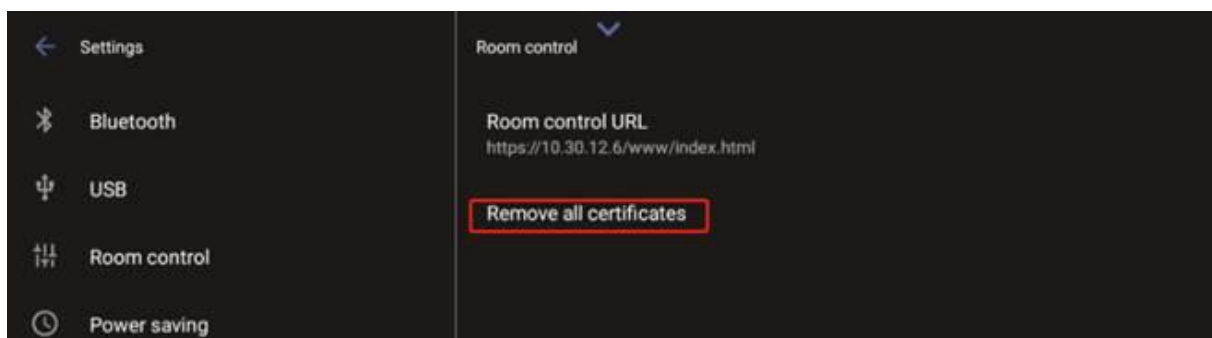 Settings
Bluetooth
USB
Room control
Power saving
Room control
Room control URL
https://10.30.12.6/www/index.html
Remove all certificates